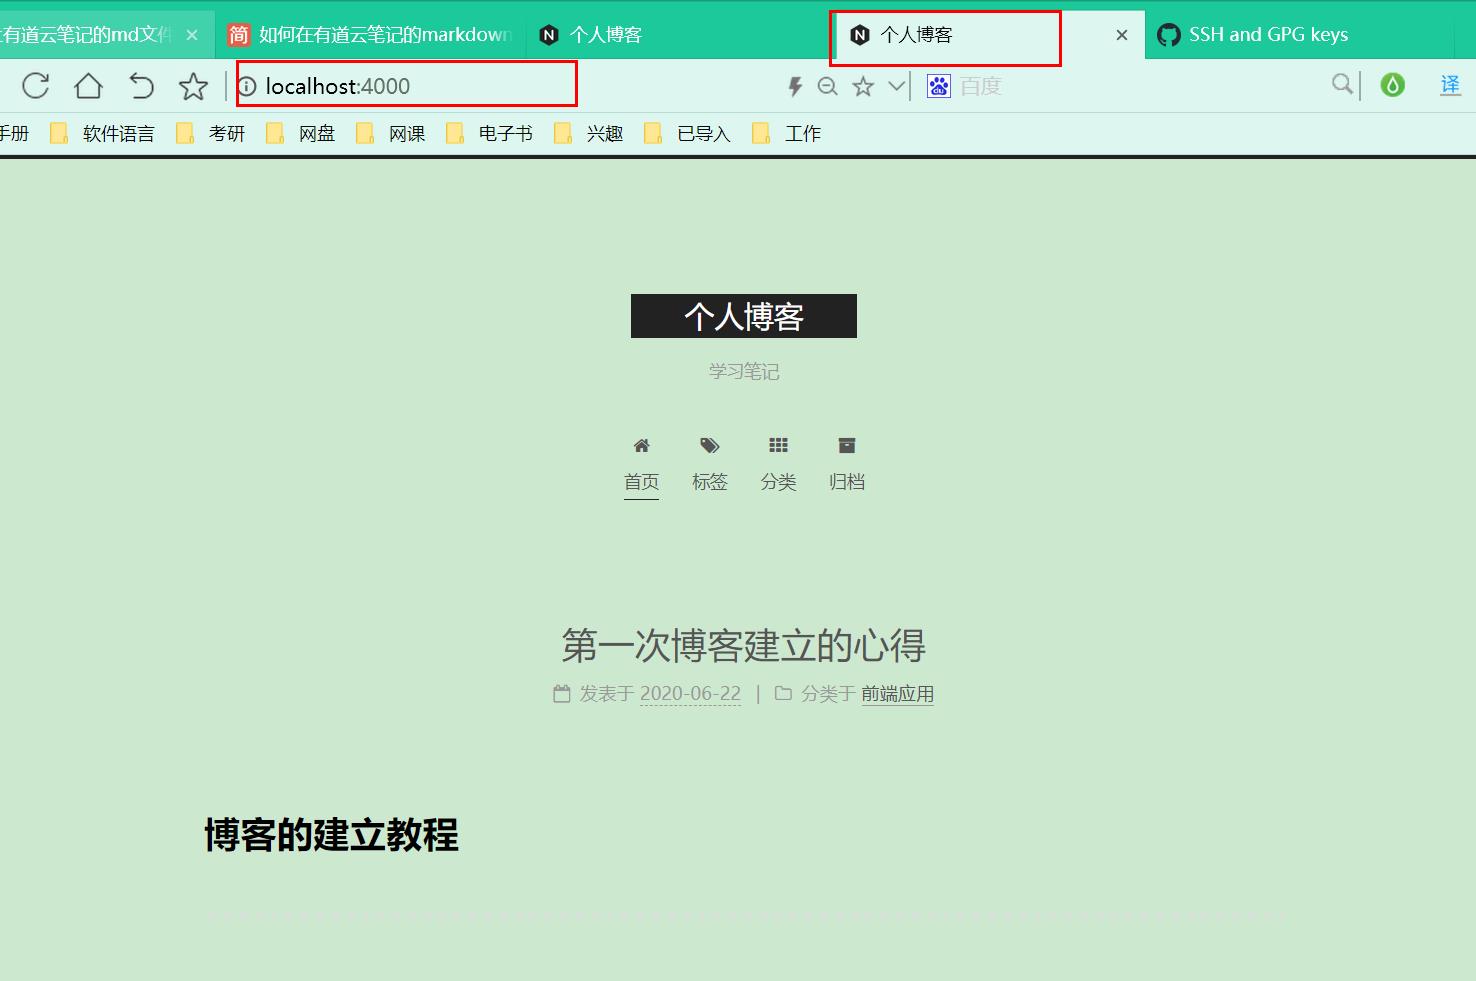 有道云笔记的md文件
如何在有道云笔记的markdown
个人博客
个人博客
SSH and GPG keys
localhost:4000
百度
译
手册
软件语言
考研
网盘
网课
电子书
兴趣
已导入
工作
个人博客
学习笔记
首页
标签
分类
归档
第一次博客建立的心得
发表于 2020-06-22 | 分类于 前端应用
博客的建立教程